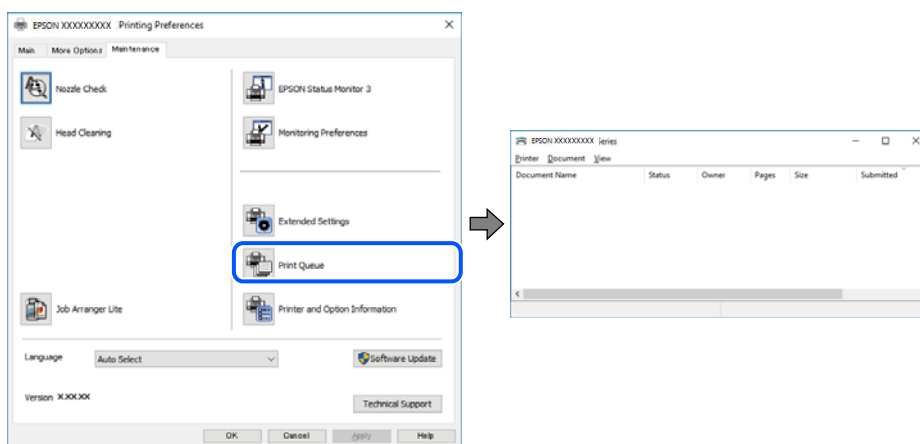 EPSON XXXXXXXXX Printing Preferences
Main More Options Maintenance
Nozzle Check
EPSON Status Monitor 3
Head Cleaning
Monitoring Preferences
Extended Settings
Print Queue
Job Arranger Lite
Printer and Option Information
Language Auto Select Software Update
Version X.XX.XX
Technical Support
OK Cancel Apply Help
EPSON XXXXXXXXX jeries
Printer Document View
Document Name Status Owner Pages Size Submitted